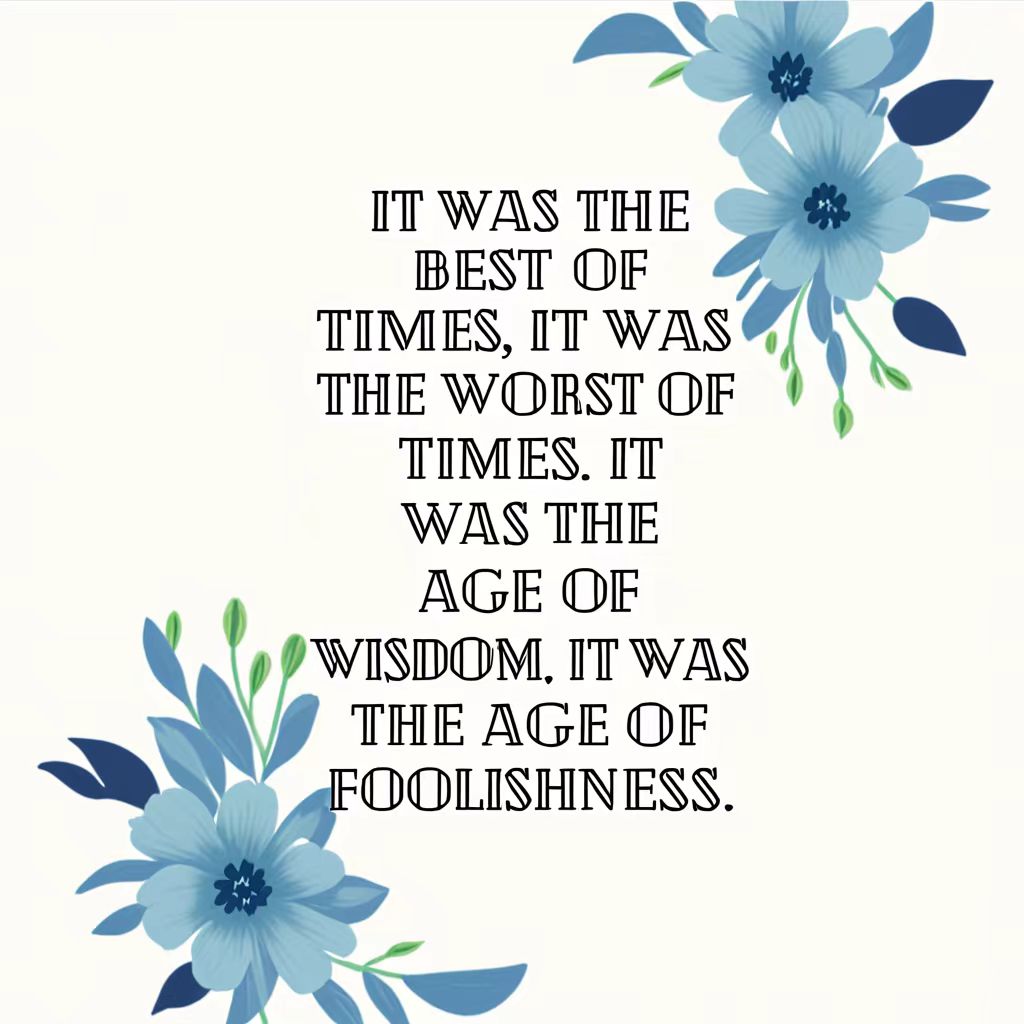 IT WAS THE
BEST OF
TIMES, IT WAS
THE WORST OF
TIMES. IT
WAS THE
AGE OF
WISDOM. IT WAS
THE AGE OF
FOOLISHNESS.